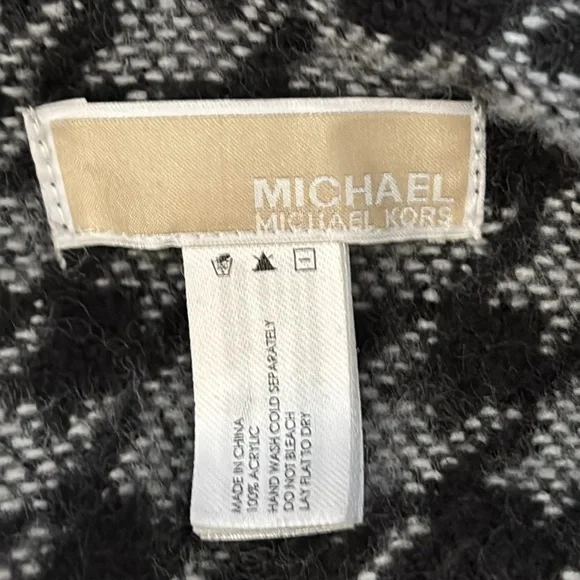 MICHAEL
MICHAEL KORS
MADE IN CHINA
100% ACRYLIC
HAND WASH COLD SEPARATELY
DO NOT BLEACH
LAY FLAT TO DRY